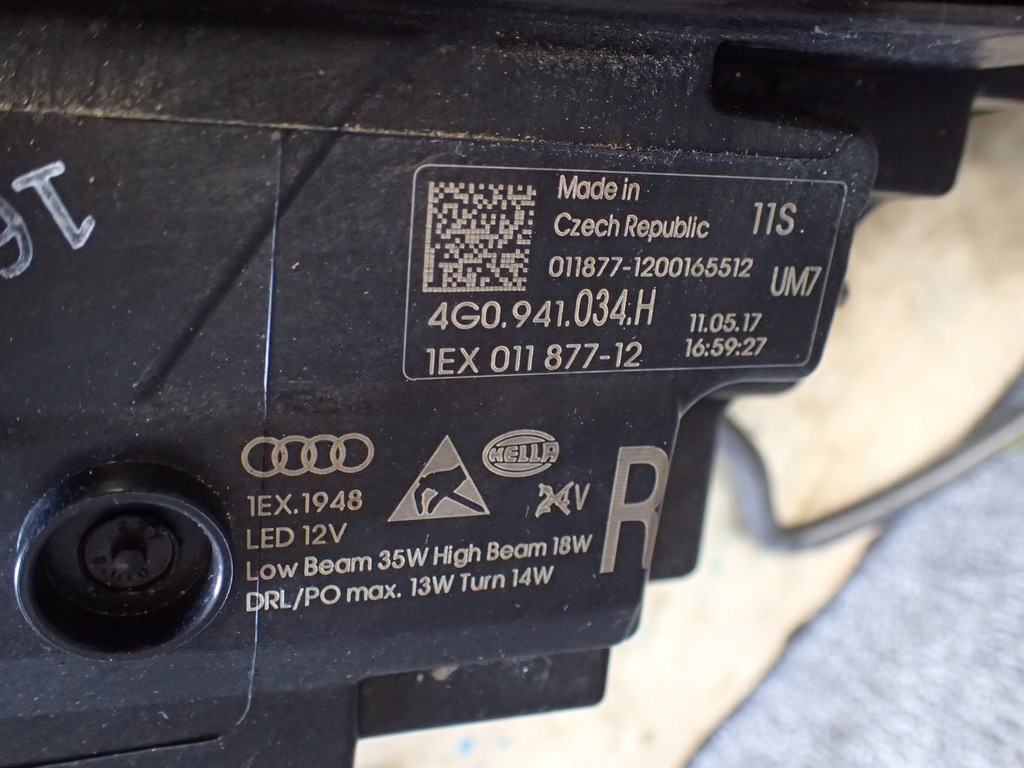 Made in
Czech Republic
11S
011877-1200165512
UM7
4G0.941.034.H
11.05.17
1EX 011 877-12
16:59:27
HELLA
1EX.1948
24V
LED 12V
R
Low Beam 35W High Beam 18W
DRL/PO max. 13W Turn 14W